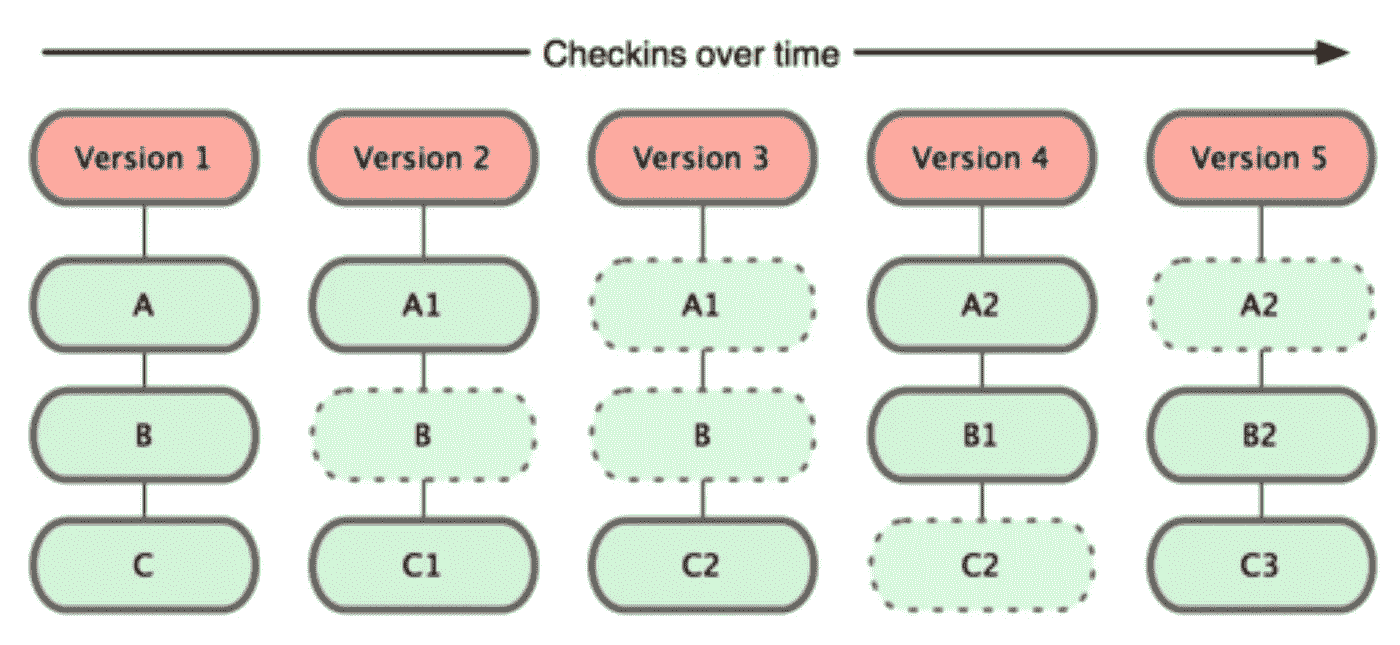 Checkins over time
Version 1 Version 2 Version 3 Version 4 Version 5
A A1 A1 A2 A2
B B B B1 B2
C C1 C2 C2 C3